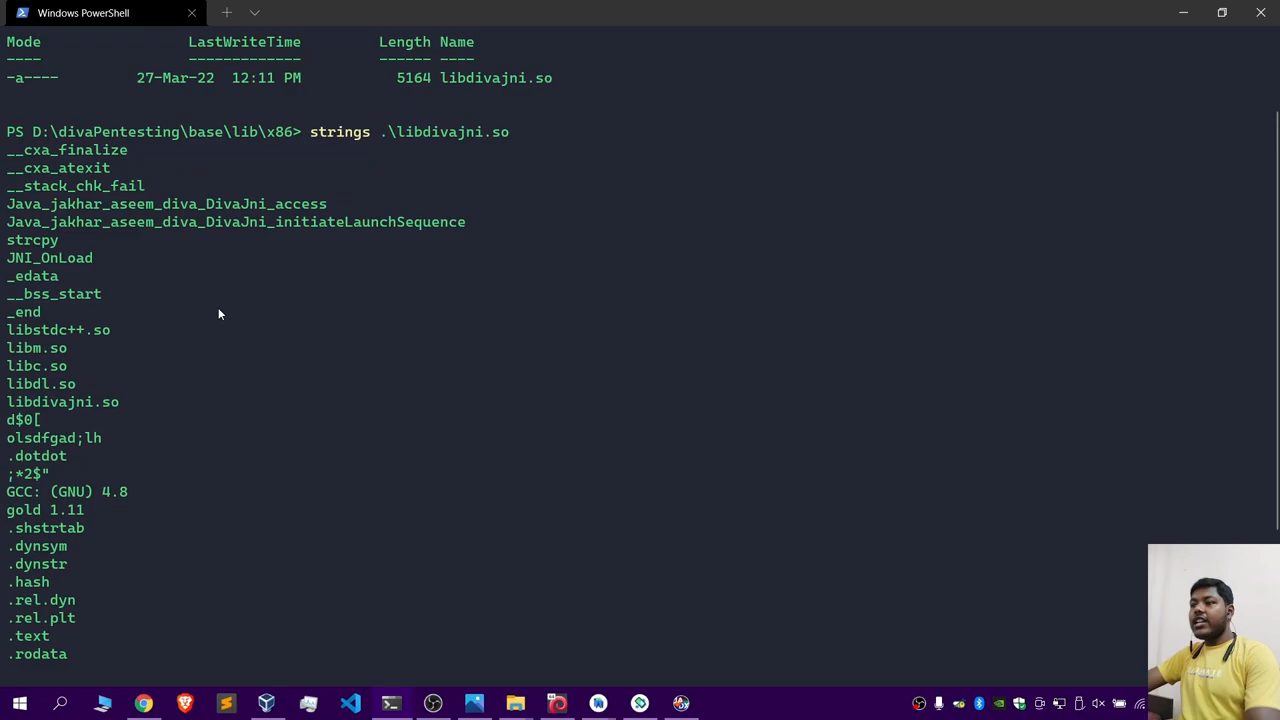 Windows PowerShell
Mode LastWriteTime Length Name
---- ------------- ------ ----
-a---- 27-Mar-22 12:11 PM 5164 libdivajni.so
PS D:\divaPentesting\base\lib\x86> strings .\libdivajni.so
__cxa_finalize
__cxa_atexit
__stack_chk_fail
Java_jakhar_aseem_diva_DivaJni_access
Java_jakhar_aseem_diva_DivaJni_initiateLaunchSequence
strcpy
JNI_OnLoad
_edata
__bss_start
_end
libstdc++.so
libm.so
libc.so
libdl.so
libdivajni.so
d$0[
olsdfgad;lh
.dotdot
;*2$"
GCC: (GNU) 4.8
gold 1.11
.shstrtab
.dynsym
.dynstr
.hash
.rel.dyn
.rel.plt
.text
.rodata